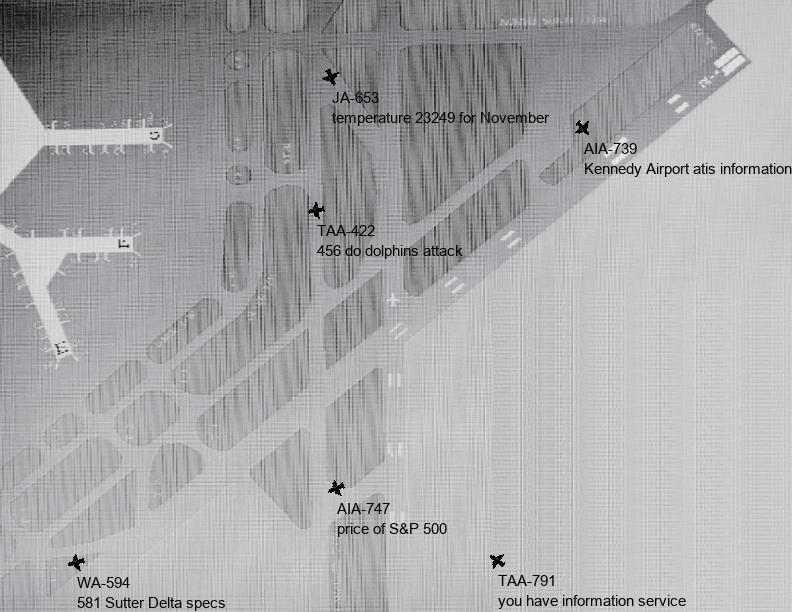 JA-653
temperature 23249 for November
AIA-739
Kennedy Airport atis information
TAA-422
456 do dolphins attack
AIA-747
price of S&P 500
WA-594
581 Sutter Delta specs
TAA-791
you have information service